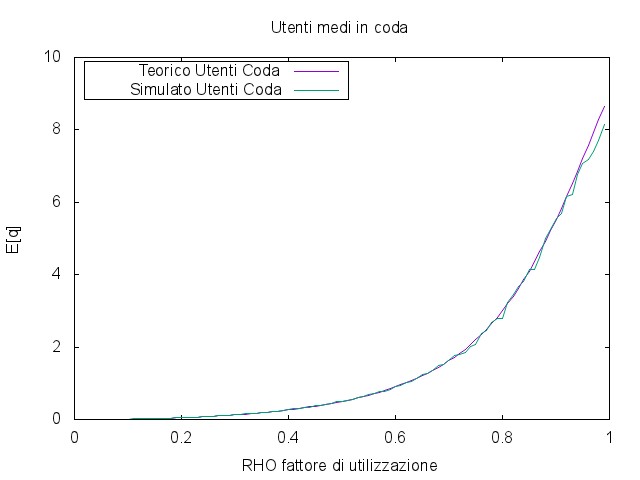 Utenti medi in coda
Teorico Utenti Coda
Simulato Utenti Coda
E[q]
10
8
6
4
2
0
0 0.2 0.4 0.6 0.8 1
RHO fattore di utilizzazione